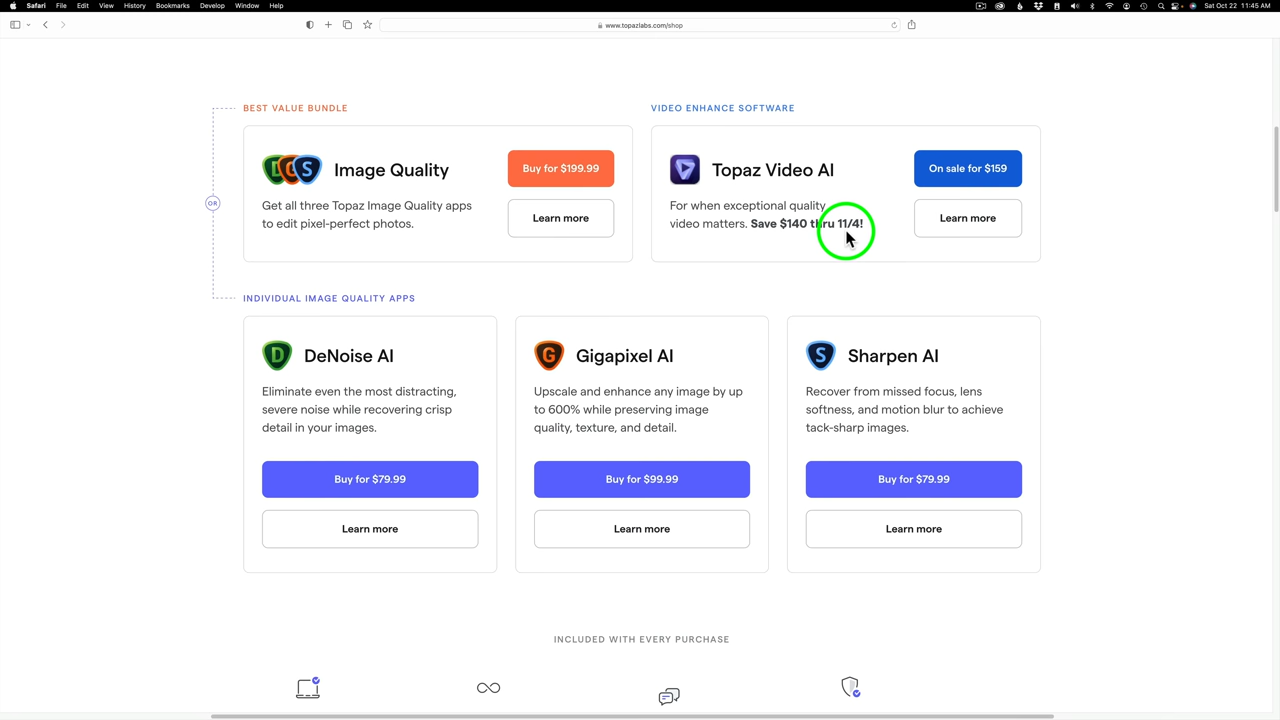 Safari File Edit View History Bookmarks Develop Window Help
Sat Oct 22 11:45 AM
www.topazlabs.com/shop
BEST VALUE BUNDLE
Image Quality
Buy for $199.99
Get all three Topaz Image Quality apps
to edit pixel-perfect photos.
Learn more
VIDEO ENHANCE SOFTWARE
Topaz Video AI
On sale for $159
For when exceptional quality
video matters. Save $140 thru 11/4!
Learn more
OR
INDIVIDUAL IMAGE QUALITY APPS
D
DeNoise AI
Eliminate even the most distracting,
severe noise while recovering crisp
detail in your images.
Buy for $79.99
Learn more
G
Gigapixel AI
Upscale and enhance any image by up
to 600% while preserving image
quality, texture, and detail.
Buy for $99.99
Learn more
S
Sharpen AI
Recover from missed focus, lens
softness, and motion blur to achieve
tack-sharp images.
Buy for $79.99
Learn more
INCLUDED WITH EVERY PURCHASE